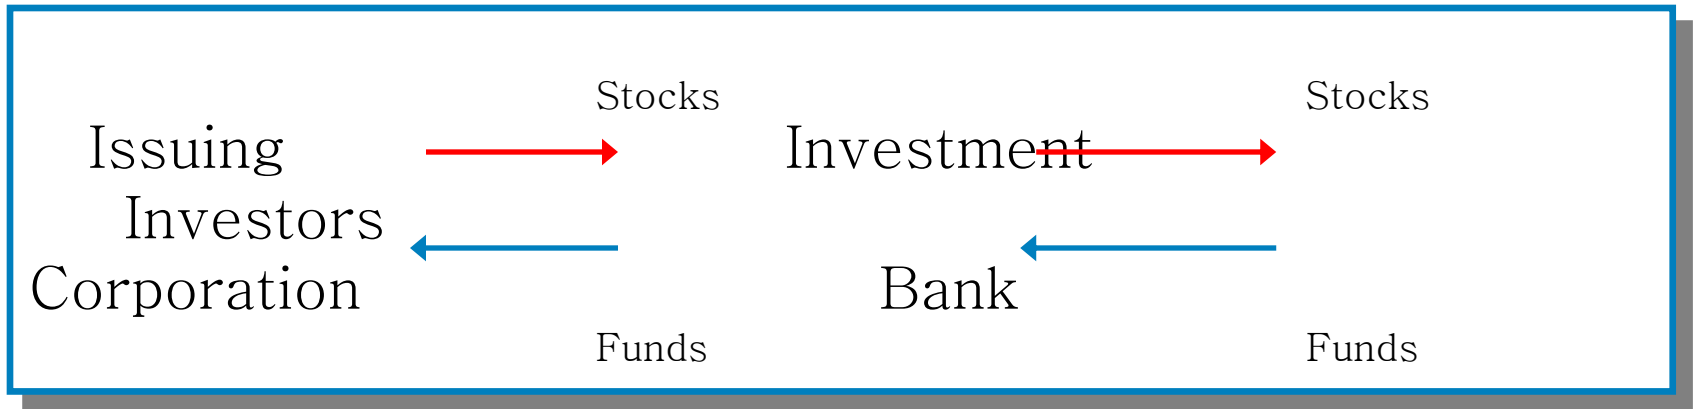 Stocks Stocks
Issuing Investment
Investors
Corporation Bank
Funds Funds